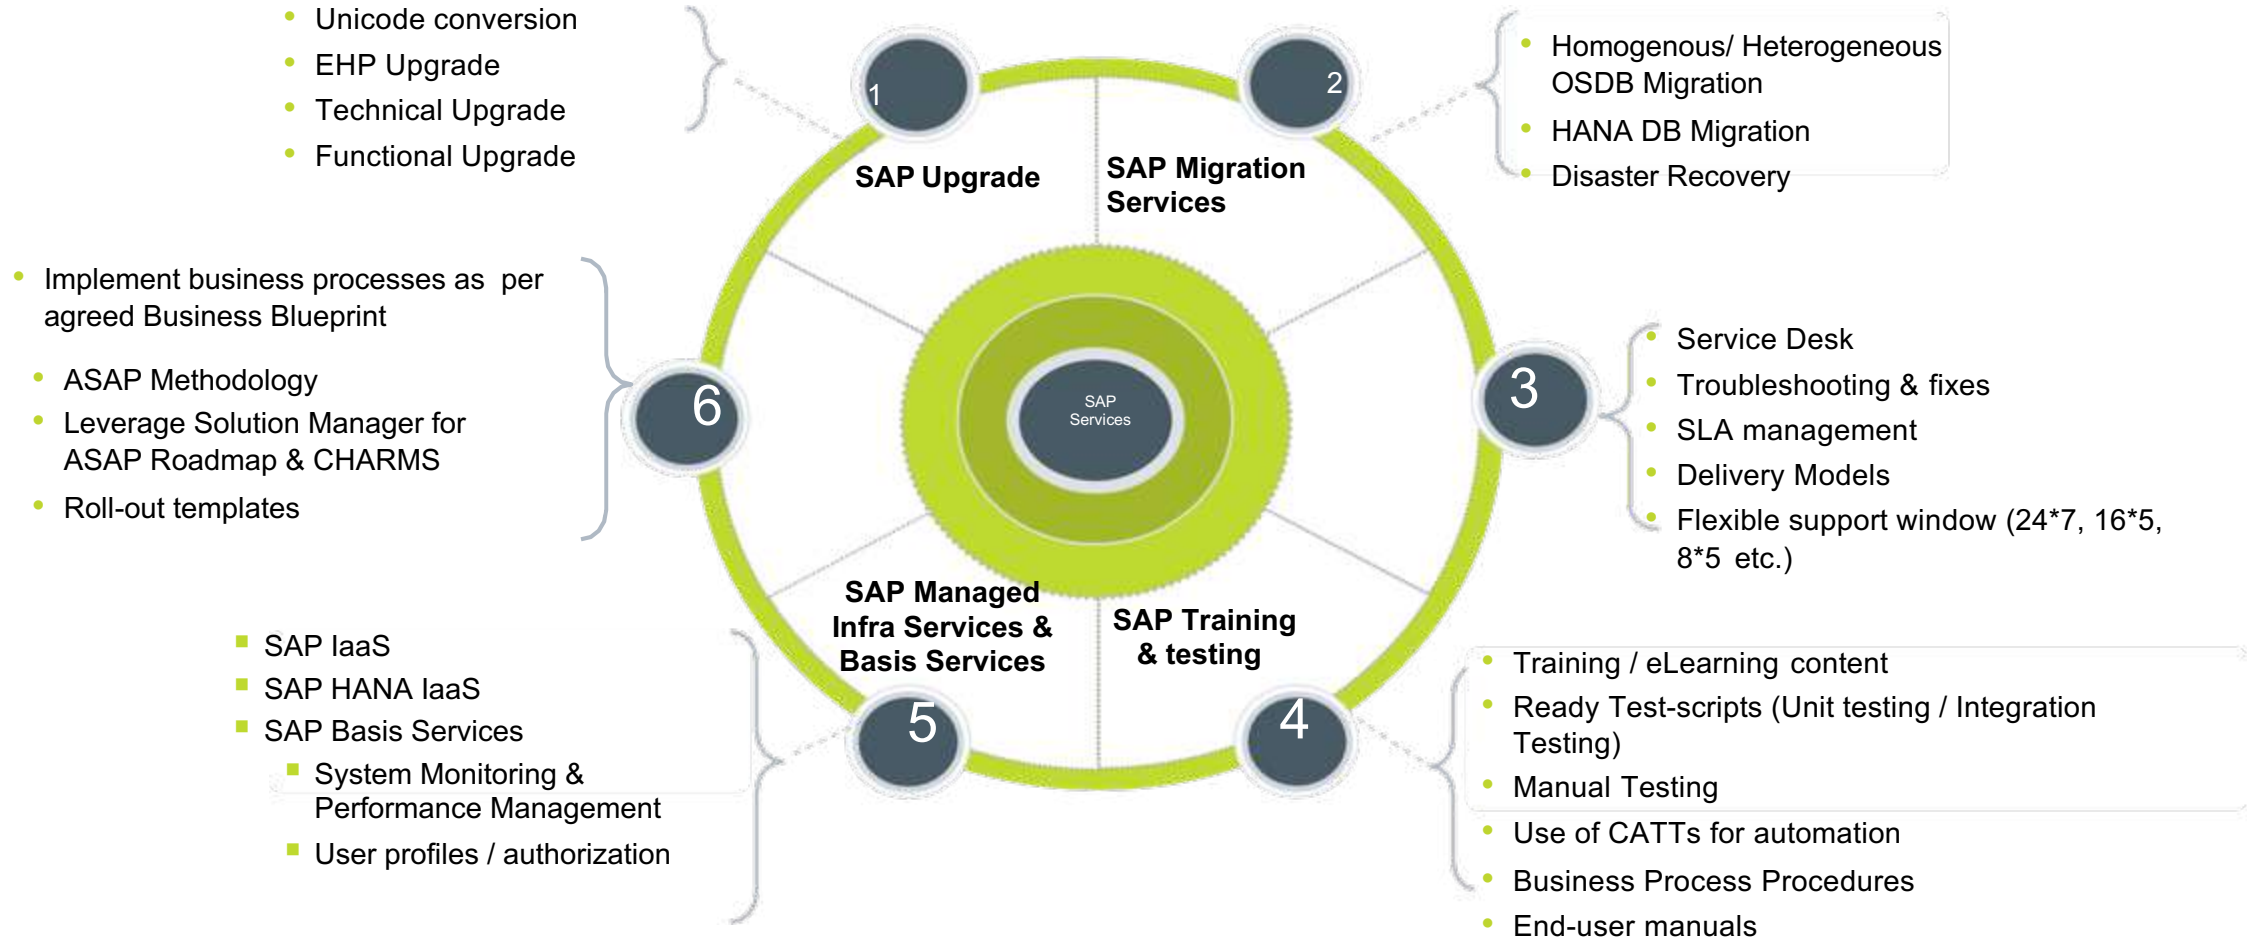 Unicode conversion
EHP Upgrade
Technical Upgrade
Functional Upgrade
1
2
Homogenous/ Heterogeneous
OSDB Migration
HANA DB Migration
Disaster Recovery
SAP Upgrade
SAP Migration
Services
Implement business processes as per
agreed Business Blueprint
ASAP Methodology
Leverage Solution Manager for
ASAP Roadmap & CHARMS
Roll-out templates
6
SAP
Services
3
Service Desk
Troubleshooting & fixes
SLA management
Delivery Models
Flexible support window (24*7, 16*5,
8*5 etc.)
SAP Managed
Infra Services &
Basis Services
SAP Training
& testing
SAP IaaS
SAP HANA IaaS
SAP Basis Services
System Monitoring &
Performance Management
User profiles / authorization
5
4
Training / eLearning content
Ready Test-scripts (Unit testing / Integration
Testing)
Manual Testing
Use of CATTs for automation
Business Process Procedures
End-user manuals